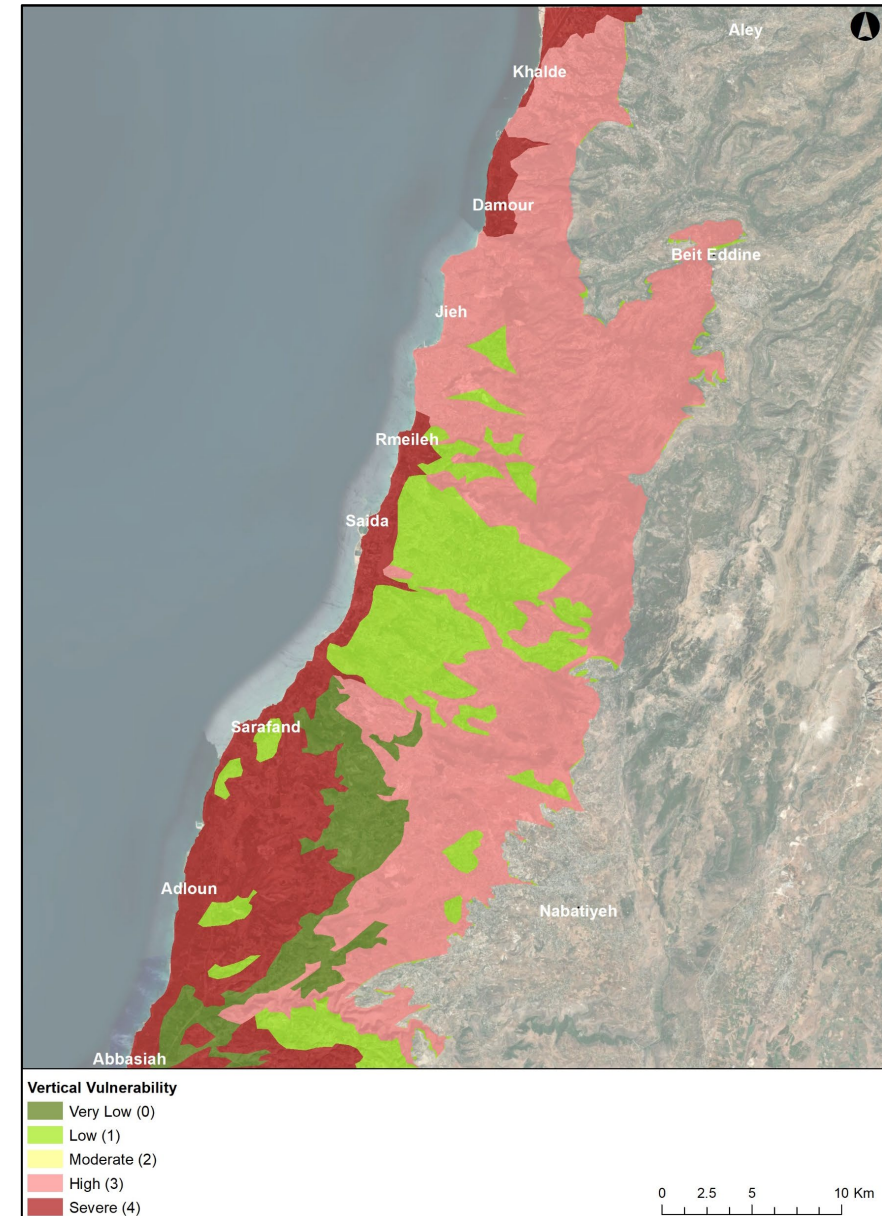 Aley
Khalde
Damour
Beit Eddine
Jieh
Rmeileh
Saida
Sarafand
Adloun
Nabatiyeh
Abbasiah
Vertical Vulnerability
Very Low (0)
Low (1)
Moderate (2)
High (3)
Severe (4)
0 2.5 5 10 Km